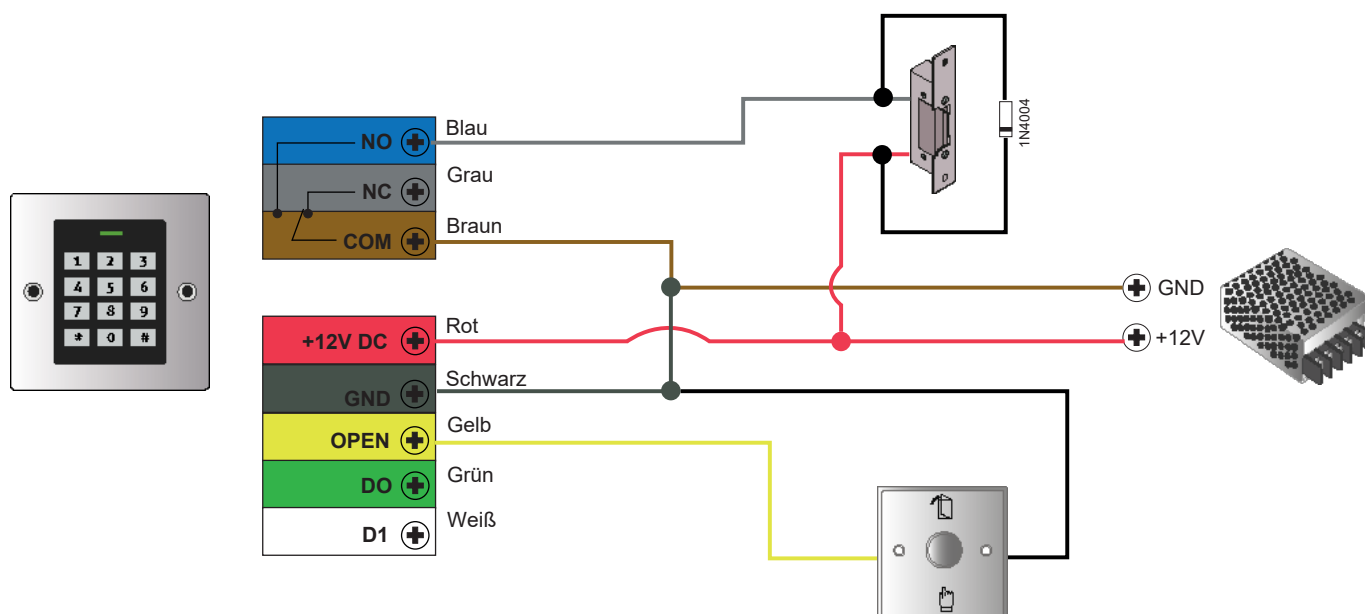 NO
Blau
NC
Grau
COM
Braun
1N4004
GND
+12V
1 2 3
4 5 6
7 8 9
* 0 #
+12V DC
Rot
GND
Schwarz
OPEN
Gelb
DO
Grün
D1
Weiß